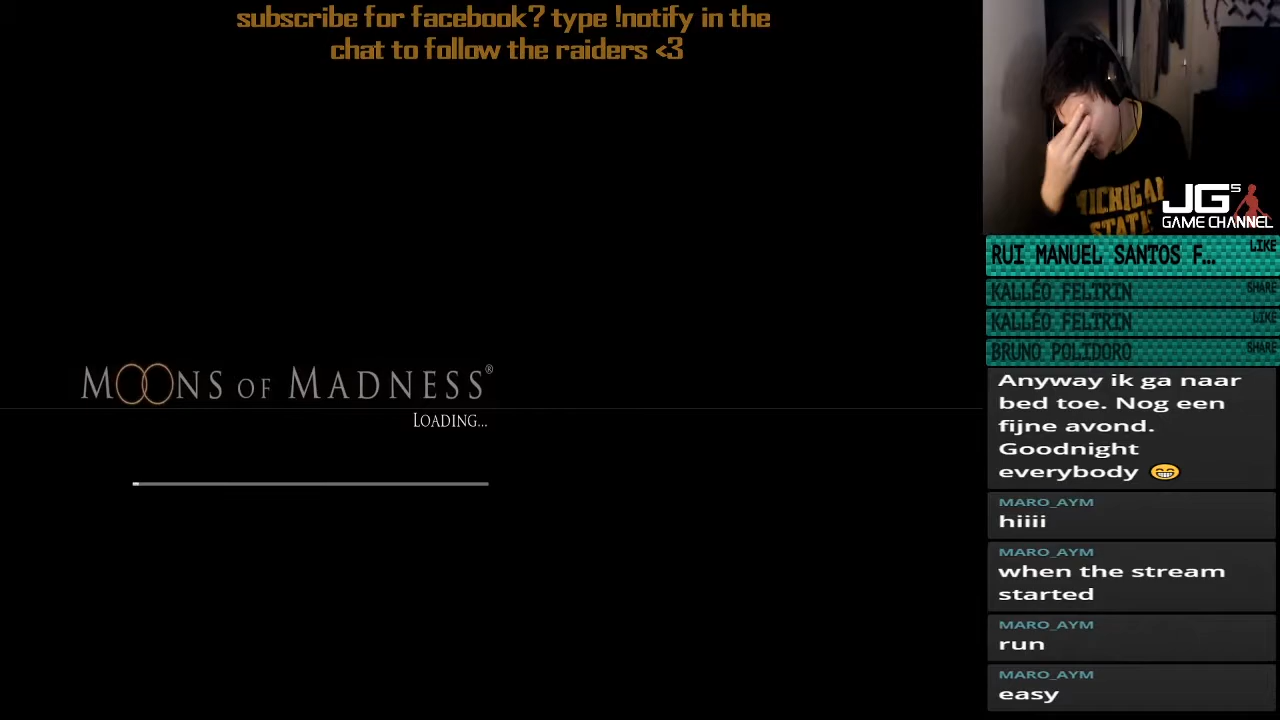 subscribe for facebook? type !notify in the
chat to follow the raiders <3
MICHIGAN
STATE
JG5
GAME CHANNEL
RUI MANUEL SANTOS F... LIKE
KALLÉO FELTRIN SHARE
KALLÉO FELTRIN LIKE
BRUNO POLIDORO SHARE
MOONS OF MADNESS®
LOADING...
Anyway ik ga naar
bed toe. Nog een
fijne avond.
Goodnight
everybody 😁
MARO_AYM
hiiii
MARO_AYM
when the stream
started
MARO_AYM
run
MARO_AYM
easy